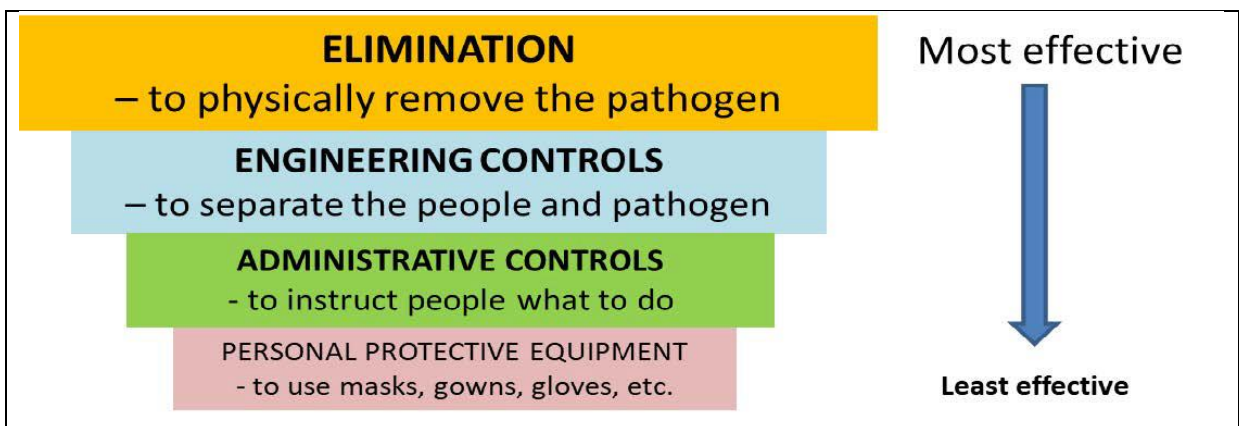 ELIMINATION
– to physically remove the pathogen
ENGINEERING CONTROLS
– to separate the people and pathogen
ADMINISTRATIVE CONTROLS
- to instruct people what to do
PERSONAL PROTECTIVE EQUIPMENT
- to use masks, gowns, gloves, etc.
Most effective
Least effective